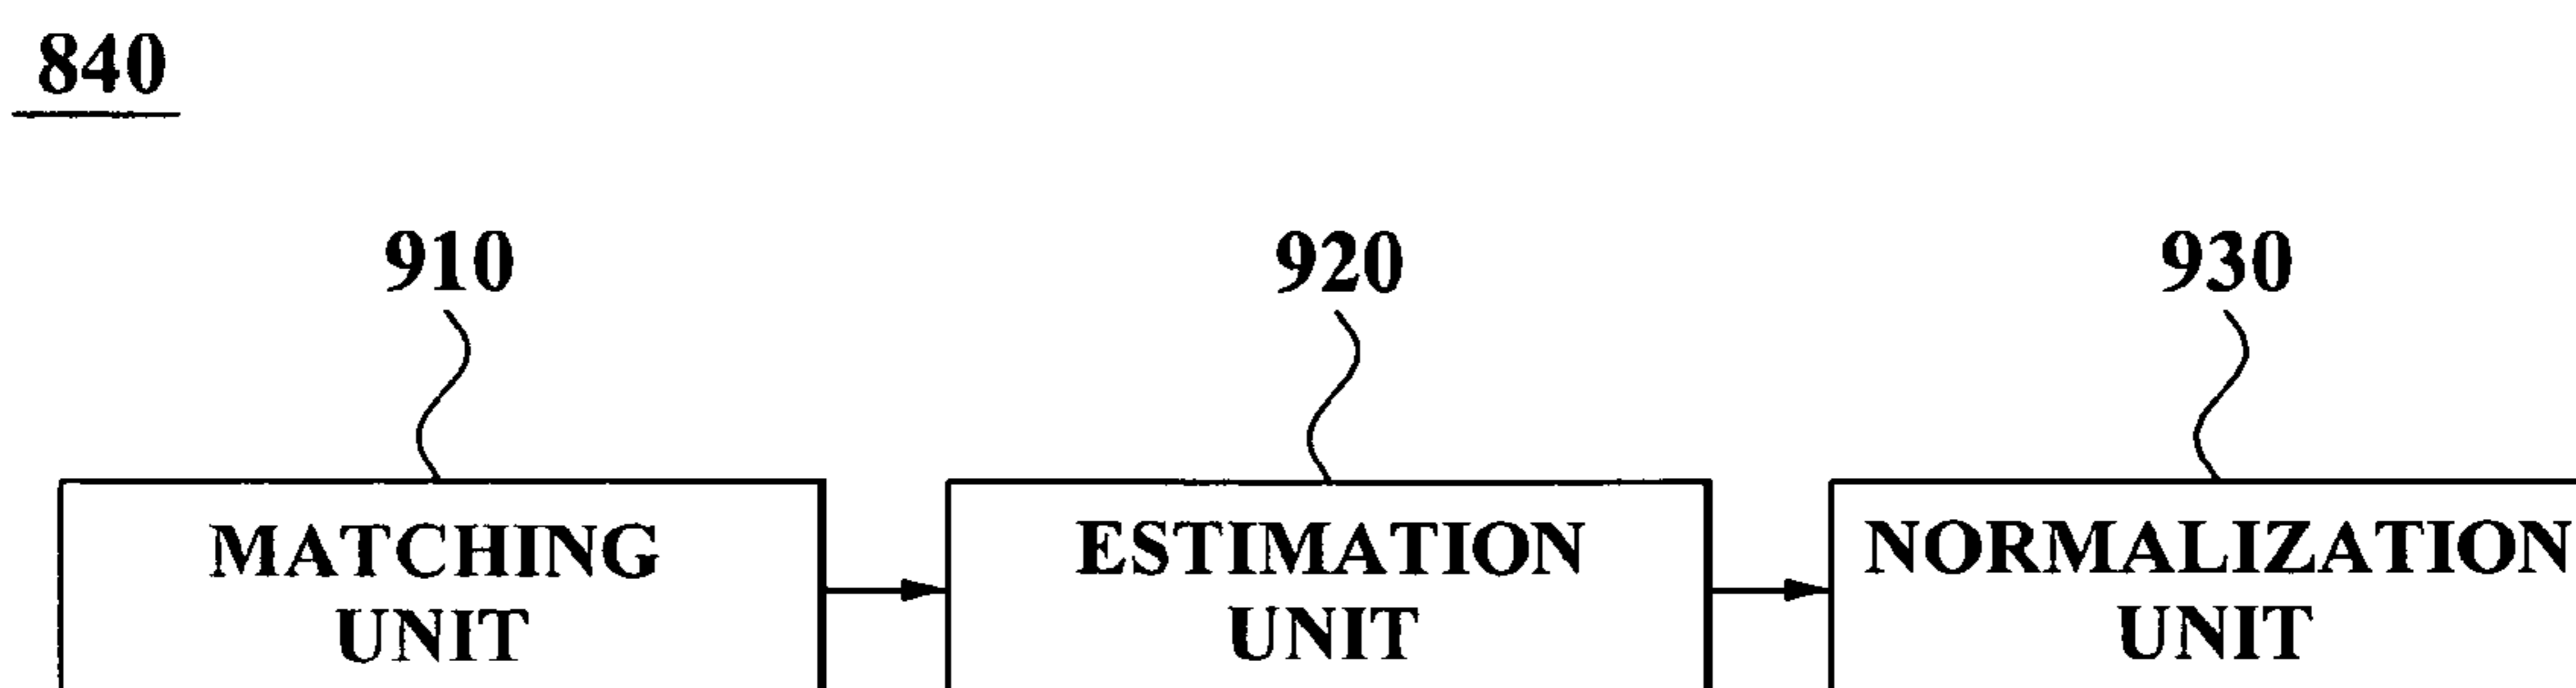 840
910
920
930
MATCHING
UNIT
ESTIMATION
UNIT
NORMALIZATION
UNIT